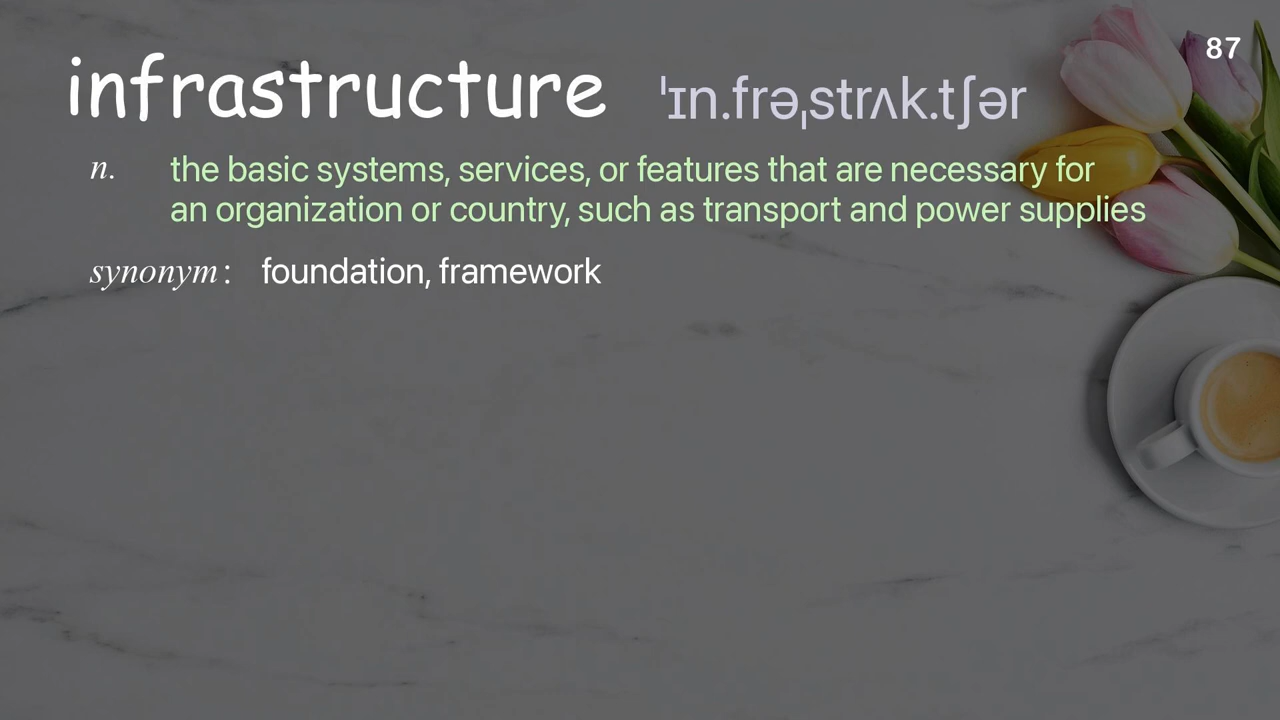 87
infrastructure ˈɪn.frəˌstrʌk.tʃər
n. the basic systems, services, or features that are necessary for
an organization or country, such as transport and power supplies
synonym: foundation, framework